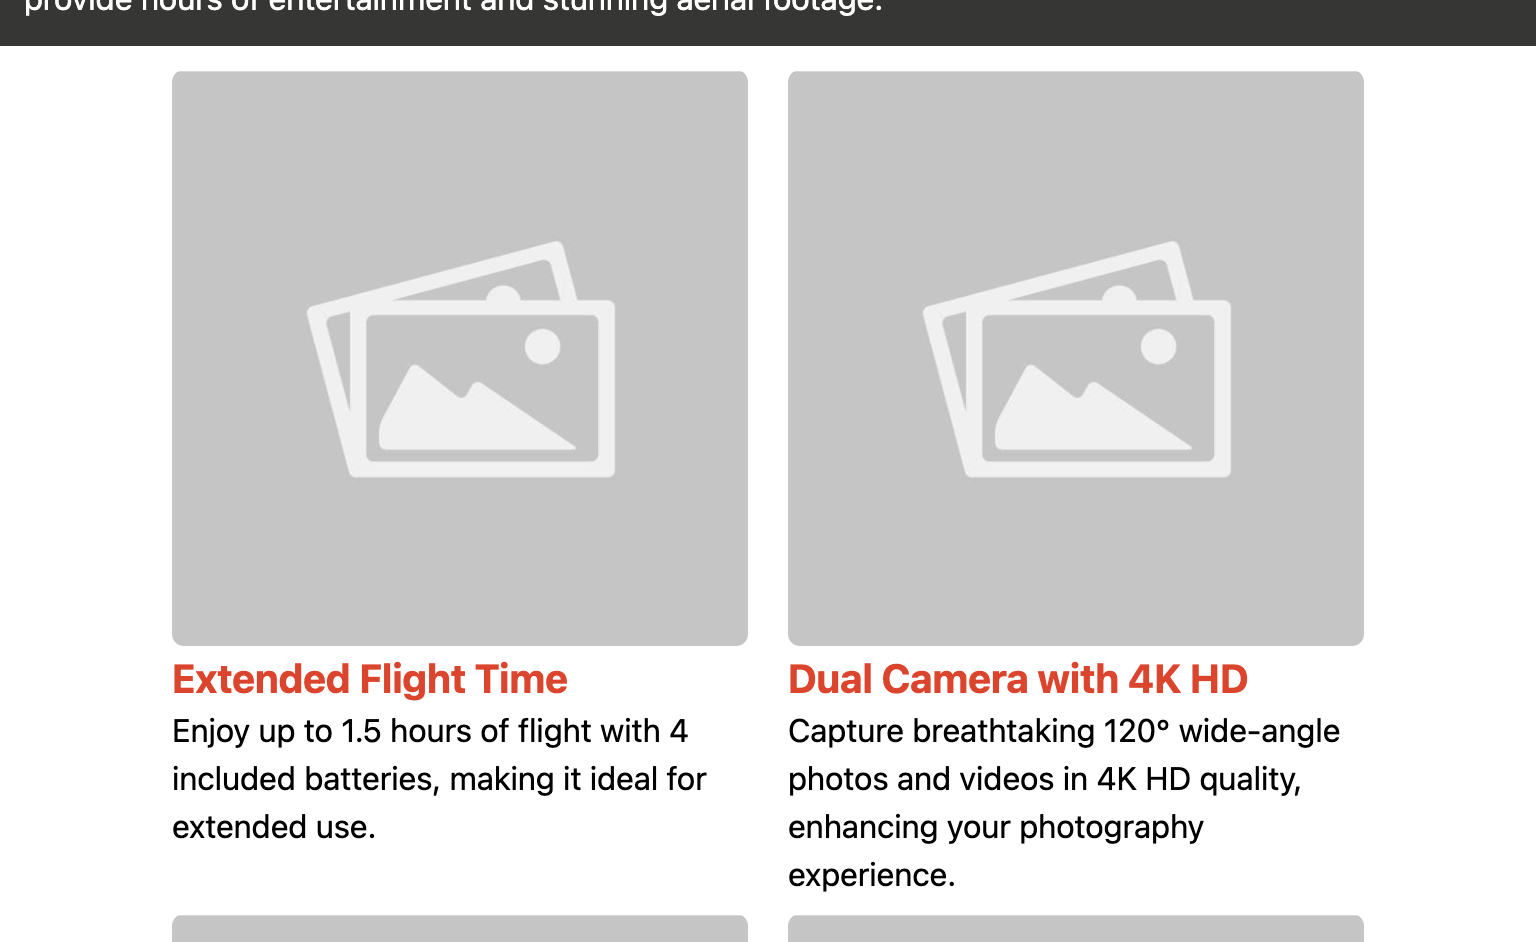 provide hours of entertainment and stunning aerial footage.
Extended Flight Time
Enjoy up to 1.5 hours of flight with 4
included batteries, making it ideal for
extended use.
Dual Camera with 4K HD
Capture breathtaking 120° wide-angle
photos and videos in 4K HD quality,
enhancing your photography
experience.